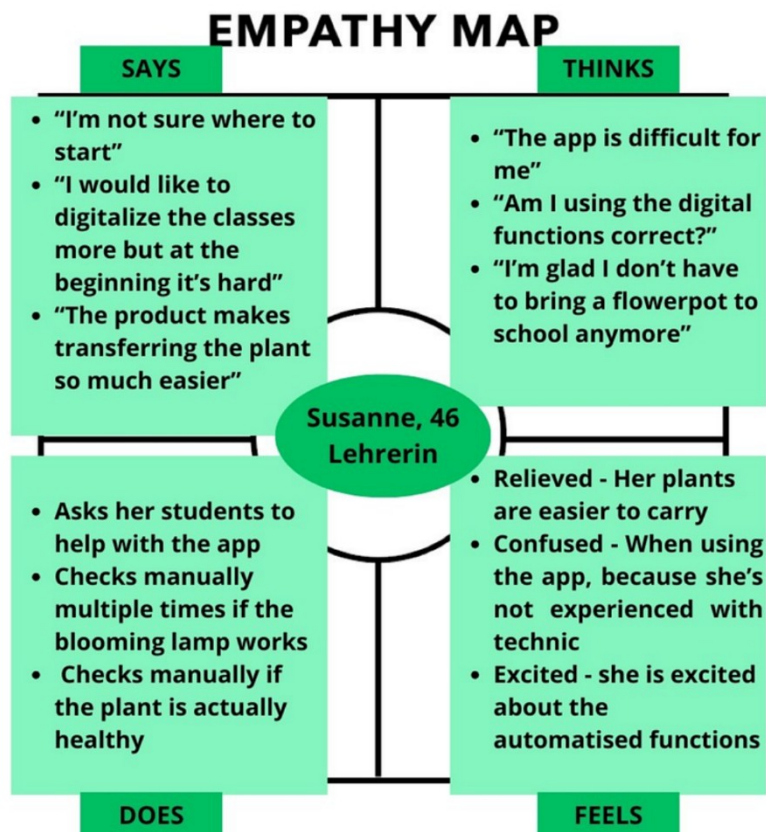 EMPATHY MAP
SAYS
• “I’m not sure where to
start”
• “I would like to
digitalize the classes
more but at the
beginning it’s hard”
• “The product makes
transferring the plant
so much easier”
THINKS
• “The app is difficult for
me”
• “Am I using the digital
functions correct?”
• “I’m glad I don’t have
to bring a flowerpot to
school anymore”
Susanne, 46
Lehrerin
• Asks her students to
help with the app
• Checks manually
multiple times if the
blooming lamp works
• Checks manually if
the plant is actually
healthy
DOES
• Relieved - Her plants
are easier to carry
• Confused - When using
the app, because she’s
not experienced with
technic
• Excited - she is excited
about the
automatised functions
FEELS